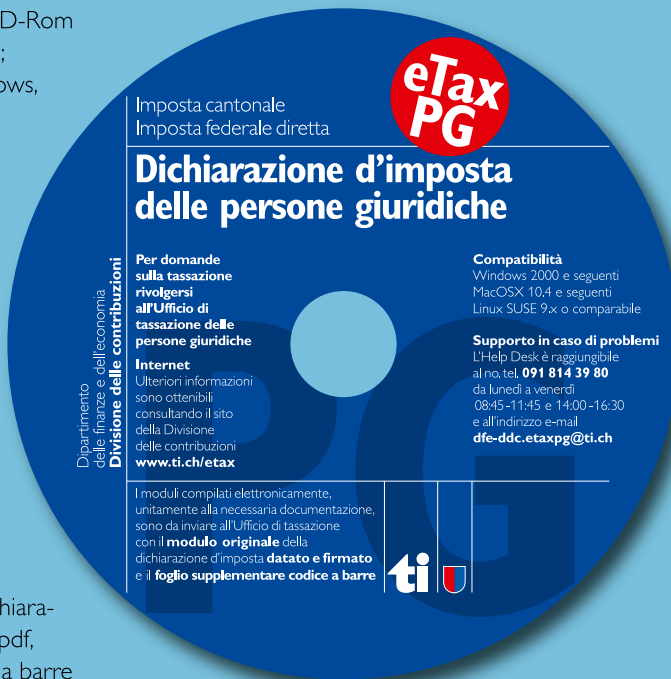 D-Rom
;
ows,
eTax
PG
Imposta cantonale
Imposta federale diretta
Dichiarazione d'imposta
delle persone giuridiche
Dipartimento
delle finanze e dell'economia
Divisione delle contribuzioni
Per domande
sulla tassazione
rivolgersi
all'Ufficio di
tassazione delle
persone giuridiche
Internet
Ulteriori informazioni
sono ottenibili
consultando il sito
della Divisione
delle contribuzioni
www.ti.ch/etax
Compatibilità
Windows 2000 e seguenti
MacOSX 10.4 e seguenti
Linux SUSE 9.x o comparabile
Supporto in caso di problemi
L'Help Desk è raggiungibile
al no. tel. 091 814 39 80
da lunedì a venerdì
08:45-11:45 e 14:00-16:30
e all'indirizzo e-mail
dfe-ddc.etaxpg@ti.ch
PG
I moduli compilati elettronicamente,
unitamente alla necessaria documentazione,
sono da inviare all'Ufficio di tassazione
con il modulo originale della
dichiarazione d'imposta datato e firmato
e il foglio supplementare codice a barre
ti
hiara-
pdf,
a barre